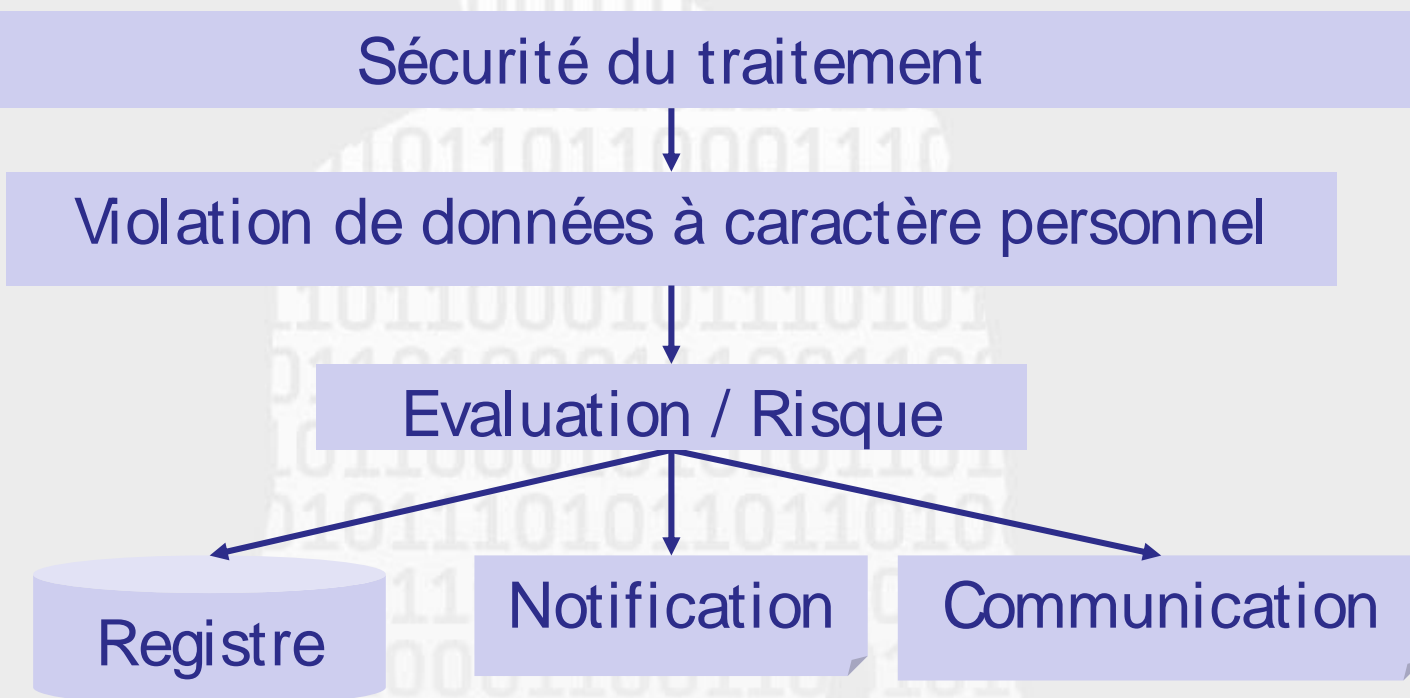 Sécurité du traitement
Violation de données à caractère personnel
Evaluation / Risque
Registre
Notification
Communication